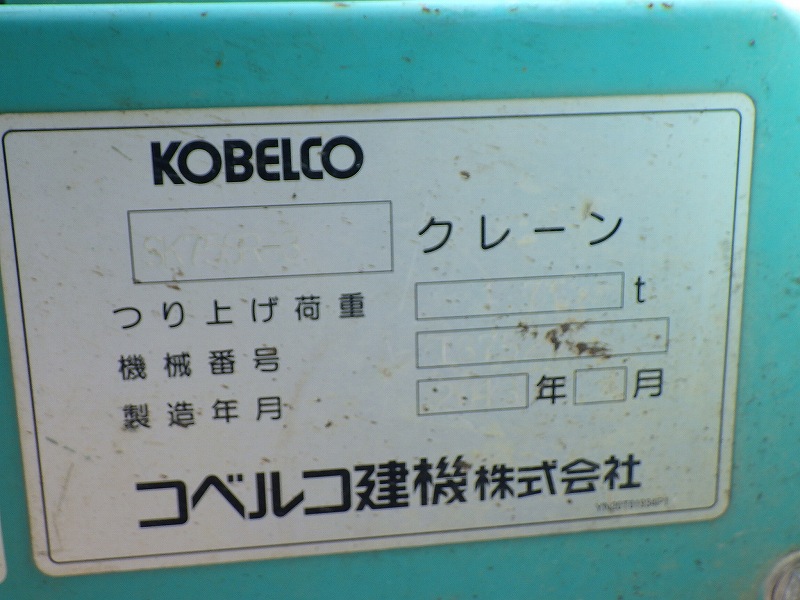 KOBELCO
クレーン
つり上げ荷重 t
機械番号
製造年月 年 月
コベルコ建機株式会社